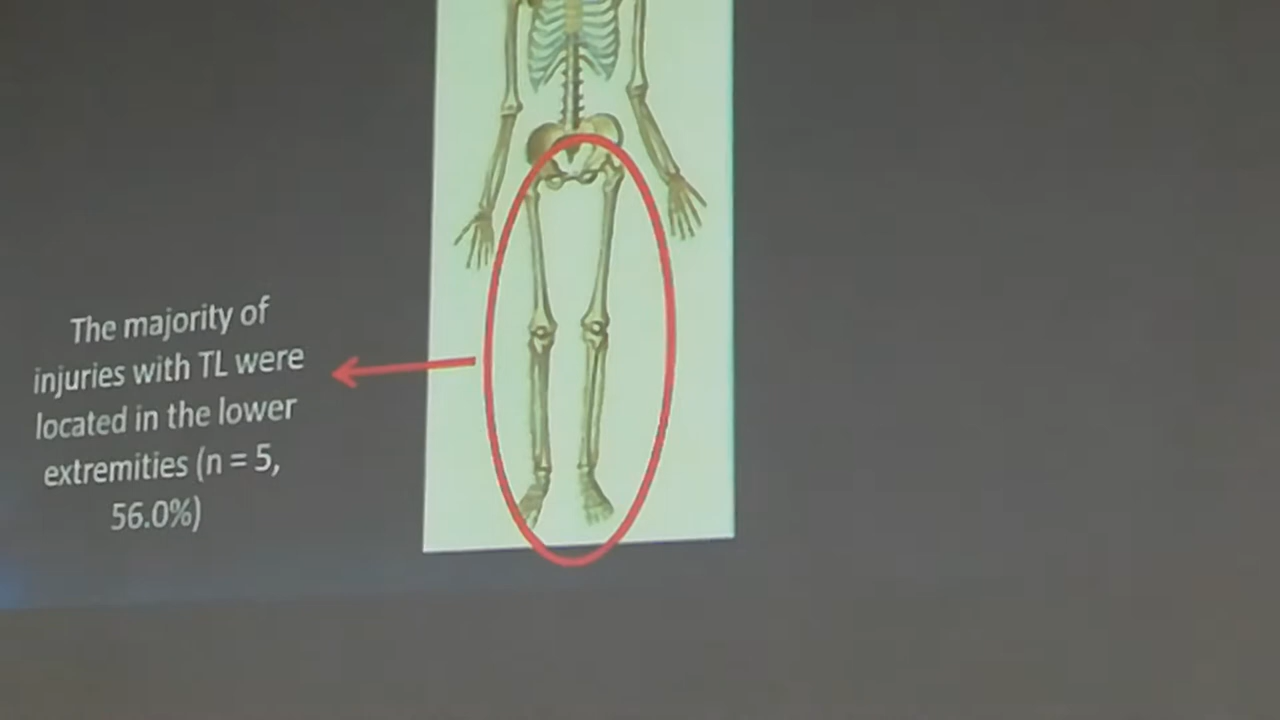 The majority of
injuries with TL were
located in the lower
extremities (n = 5,
56.0%)